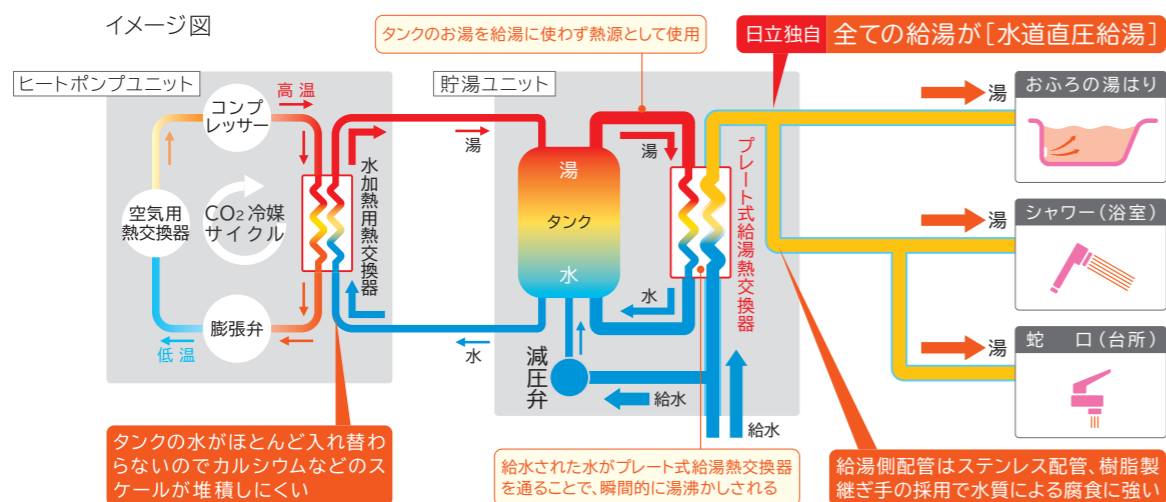 イメージ図
タンクのお湯を給湯に使わず熱源として使用
日立独自 全ての給湯が[水道直圧給湯]
ヒートポンプユニット
貯湯ユニット
コンプ
レッサー
高温
空気用
熱交換器
CO2冷媒
サイクル
膨張弁
低温
水加熱用熱交換器
湯
水
湯
タンク
水
湯
水
プレート式給湯熱交換器
減圧弁
給水
給水
湯
おふろの湯はり
湯
シャワー(浴室)
湯
蛇 口(台所)
タンクの水がほとんど入れ替わ
らないのでカルシウムなどのス
ケールが堆積しにくい
給水された水がプレート式給湯熱交換器
を通ることで、瞬間的に湯沸かしされる
給湯側配管はステンレス配管、樹脂製
継ぎ手の採用で水質による腐食に強い